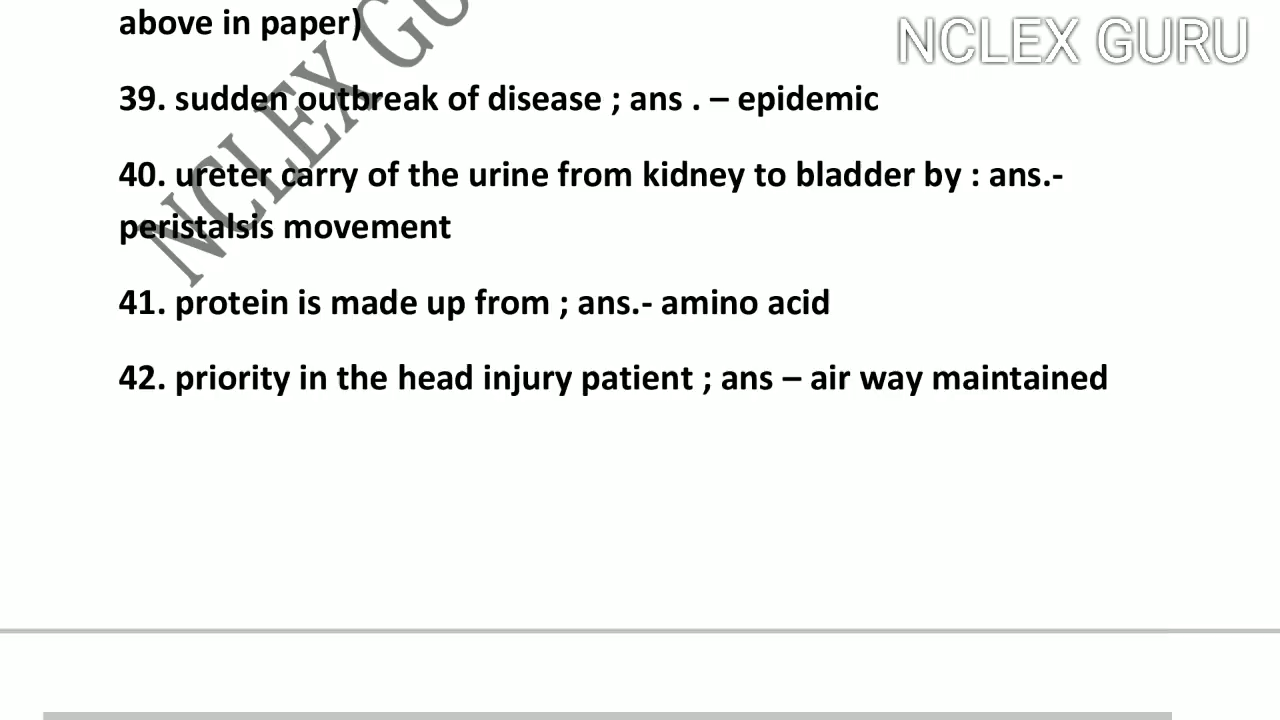 above in paper)
NCLEX GURU
39. sudden outbreak of disease ; ans . – epidemic
40. ureter carry of the urine from kidney to bladder by : ans.-
peristalsis movement
41. protein is made up from ; ans.- amino acid
42. priority in the head injury patient ; ans – air way maintained
NCLEX GU